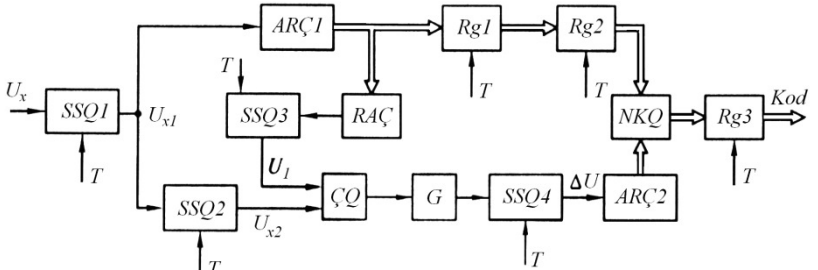 ARÇ1
Rg1
Rg2
U_x
SSQ1
U_x1
T
SSQ3
RAÇ
T
T
NKQ
Rg3
Kod
T
U_1
T
SSQ2
U_x2
ÇQ
G
SSQ4
ΔU
ARÇ2
T
T